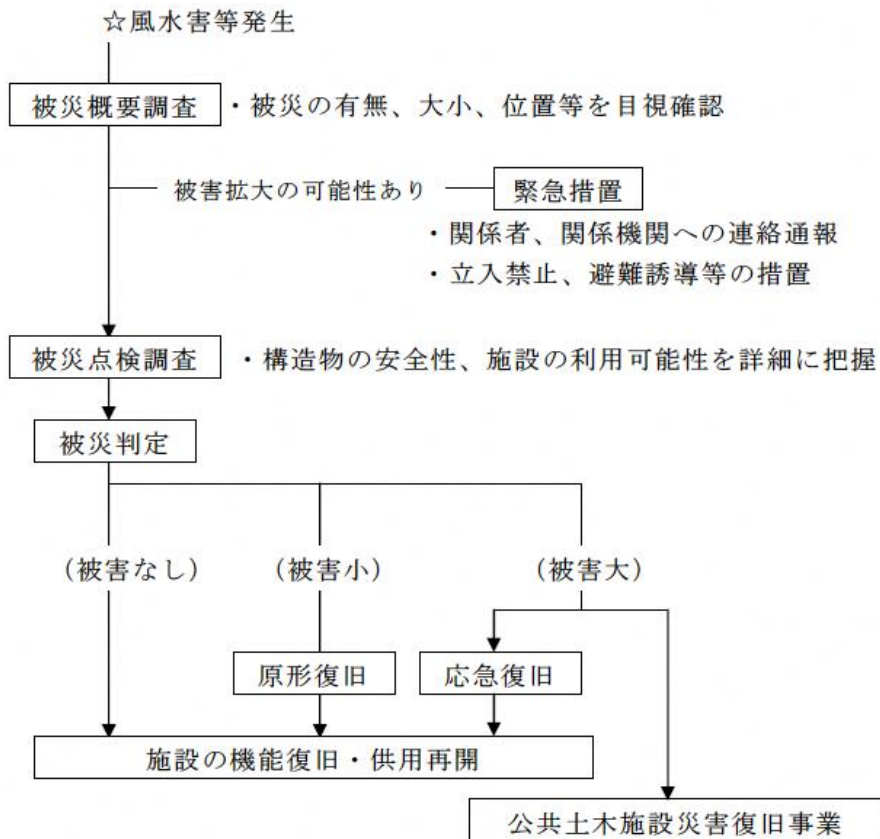 ☆風水害等発生
被災概要調査 ・被災の有無、大小、位置等を目視確認
被害拡大の可能性あり 緊急措置
・関係者、関係機関への連絡通報
・立入禁止、避難誘導等の措置
被災点検調査 ・構造物の安全性、施設の利用可能性を詳細に把握
被災判定
(被害なし) (被害小) (被害大)
原形復旧 応急復旧
施設の機能復旧・供用再開
公共土木施設災害復旧事業